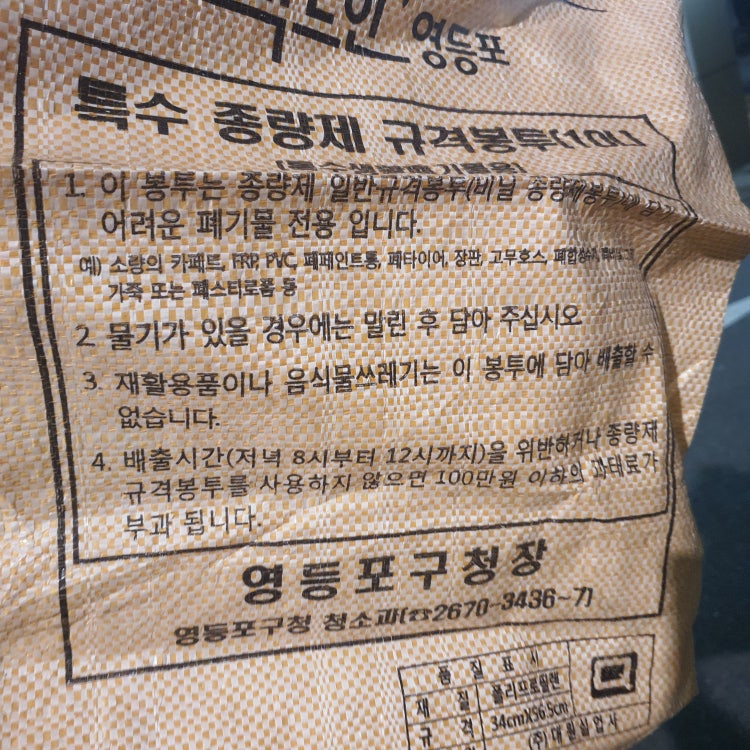 영등포
특수 종량제 규격봉투(10L)
1. 이 봉투는 종량제 일반규격봉투(비닐 종량제봉투)에 담기
어려운 폐기물 전용 입니다.
예) 소량의 카페트, FRP, PVC, 폐페인트통, 폐타이어, 장판, 고무호스, 폐합성수지,
가죽 또는 폐스티로폼 등
2. 물기가 있을 경우에는 말린 후 담아 주십시오
3. 재활용품이나 음식물쓰레기는 이 봉투에 담아 배출할 수
없습니다.
4. 배출시간(저녁 8시부터 12시까지)을 위반하거나 종량제
규격봉투를 사용하지 않으면 100만원 이하의 과태료가
부과 됩니다.
영등포구청장
영등포구청 청소과(☎2670-3436~7)
품 질 표 시
재 질 폴리프로필렌
규 격 34cmX56.5cm
(주)대원실업사